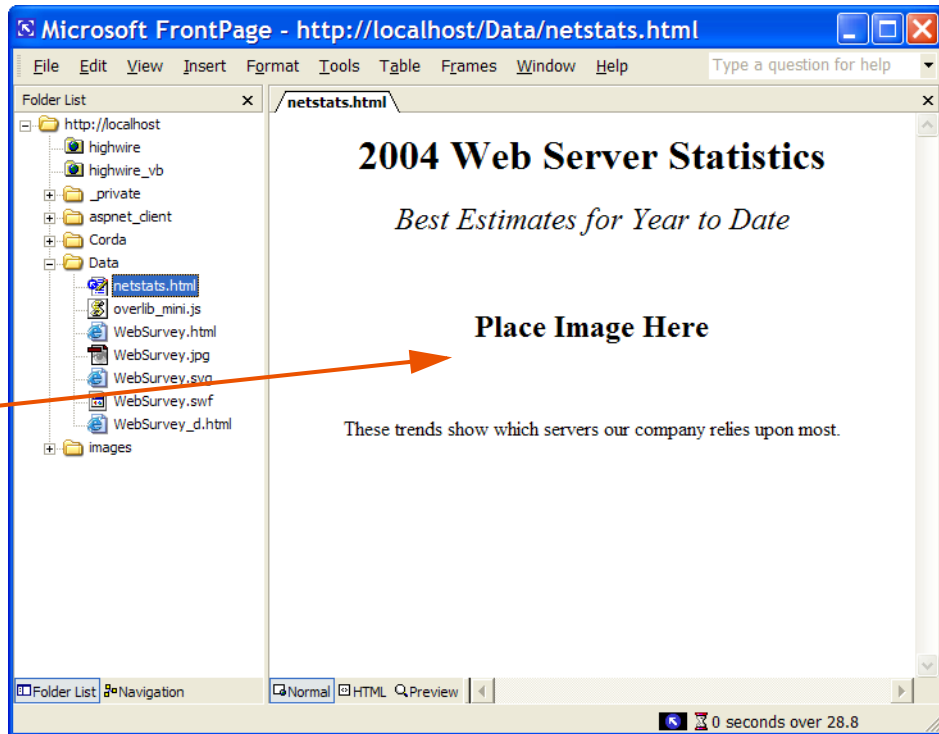 Microsoft FrontPage - http://localhost/Data/netstats.html
File Edit View Insert Format Tools Table Frames Window Help Type a question for help
Folder List
http://localhost
highwire
highwire_vb
_private
aspnet_client
Corda
Data
netstats.html
overlib_mini.js
WebSurvey.html
WebSurvey.jpg
WebSurvey.svg
WebSurvey.swf
WebSurvey_d.html
images
Folder List Navigation
netstats.html
2004 Web Server Statistics
Best Estimates for Year to Date
Place Image Here
These trends show which servers our company relies upon most.
Normal HTML Preview
0 seconds over 28.8